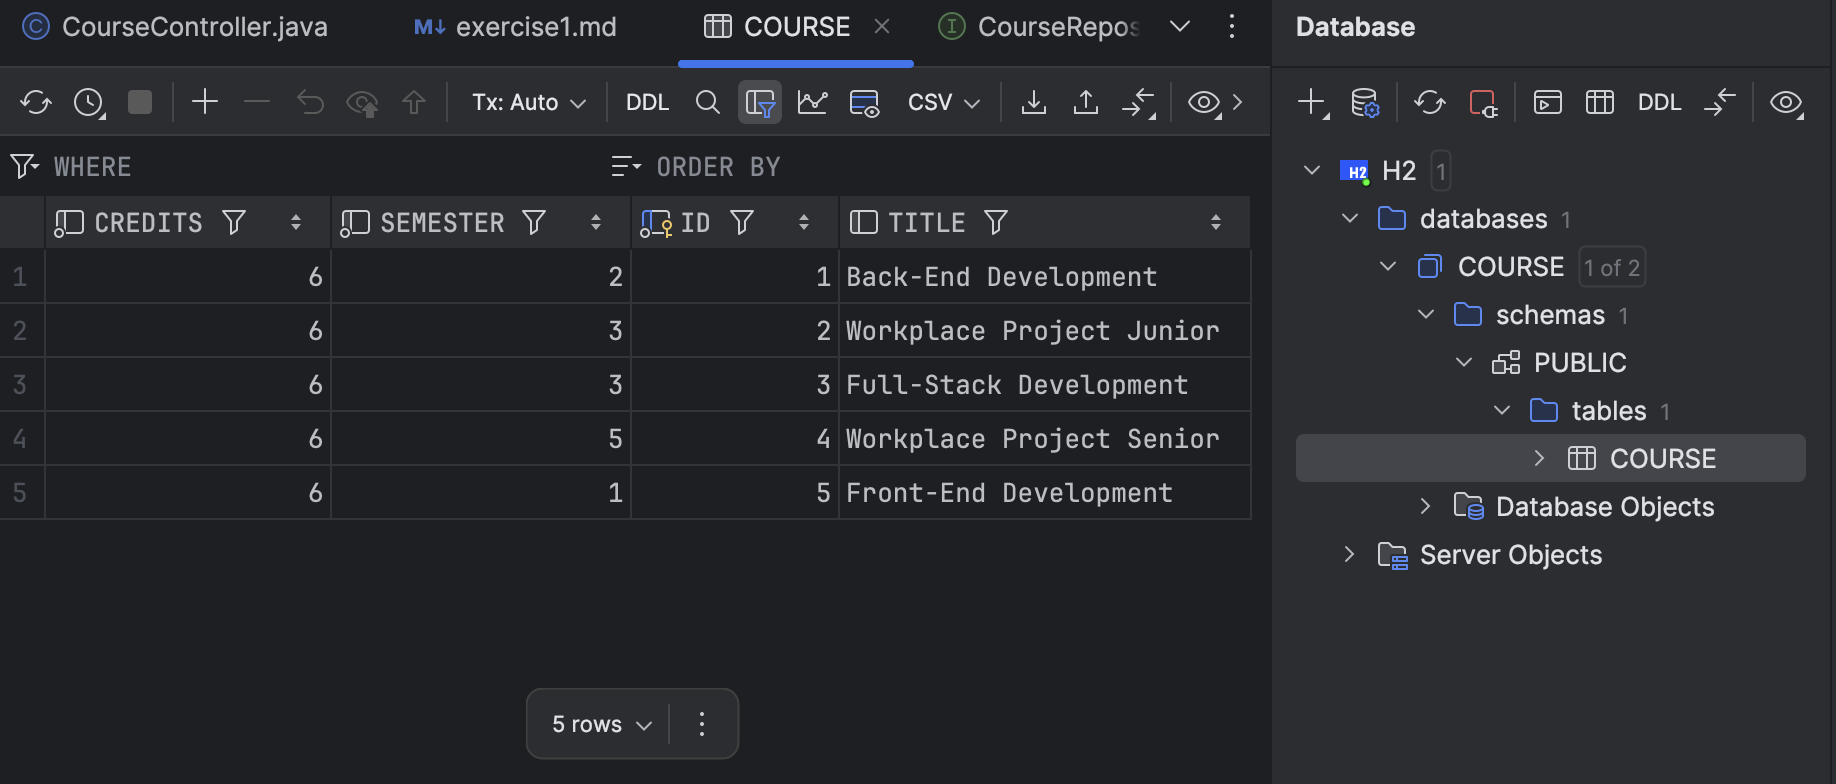 CourseController.java M↓ exercise1.md COURSE CourseRepos
Tx: Auto DDL CSV
WHERE ORDER BY
CREDITS SEMESTER ID TITLE
1 6 2 1 Back-End Development
2 6 3 2 Workplace Project Junior
3 6 3 3 Full-Stack Development
4 6 5 4 Workplace Project Senior
5 6 1 5 Front-End Development
5 rows
Database
DDL
H2 H2 1
databases 1
COURSE 1 of 2
schemas 1
PUBLIC
tables 1
COURSE
Database Objects
Server Objects